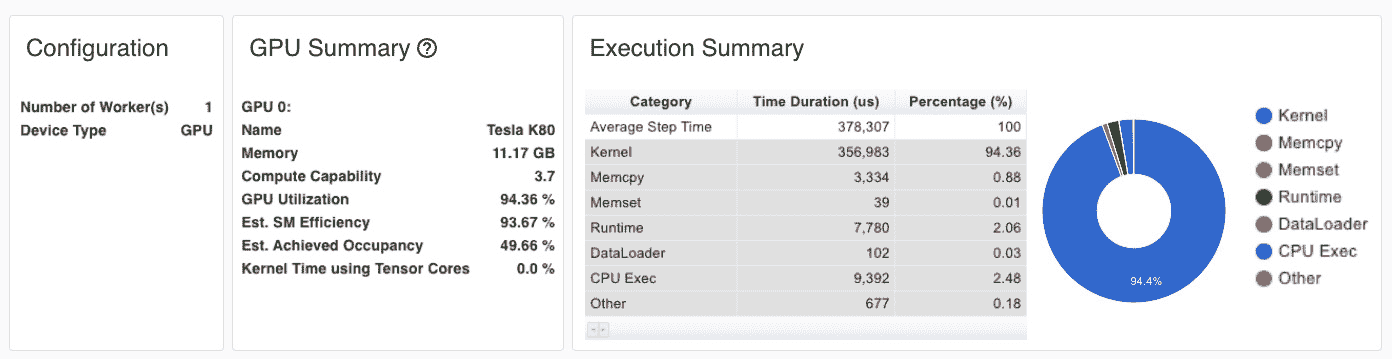 Configuration
Number of Worker(s) 1
Device Type GPU
GPU Summary
GPU 0:
Name Tesla K80
Memory 11.17 GB
Compute Capability 3.7
GPU Utilization 94.36 %
Est. SM Efficiency 93.67 %
Est. Achieved Occupancy 49.66 %
Kernel Time using Tensor Cores 0.0 %
Execution Summary
Category Time Duration (us) Percentage (%)
Average Step Time 378,307 100
Kernel 356,983 94.36
Memcpy 3,334 0.88
Memset 39 0.01
Runtime 7,780 2.06
DataLoader 102 0.03
CPU Exec 9,392 2.48
Other 677 0.18
94.4%
Kernel
Memcpy
Memset
Runtime
DataLoader
CPU Exec
Other